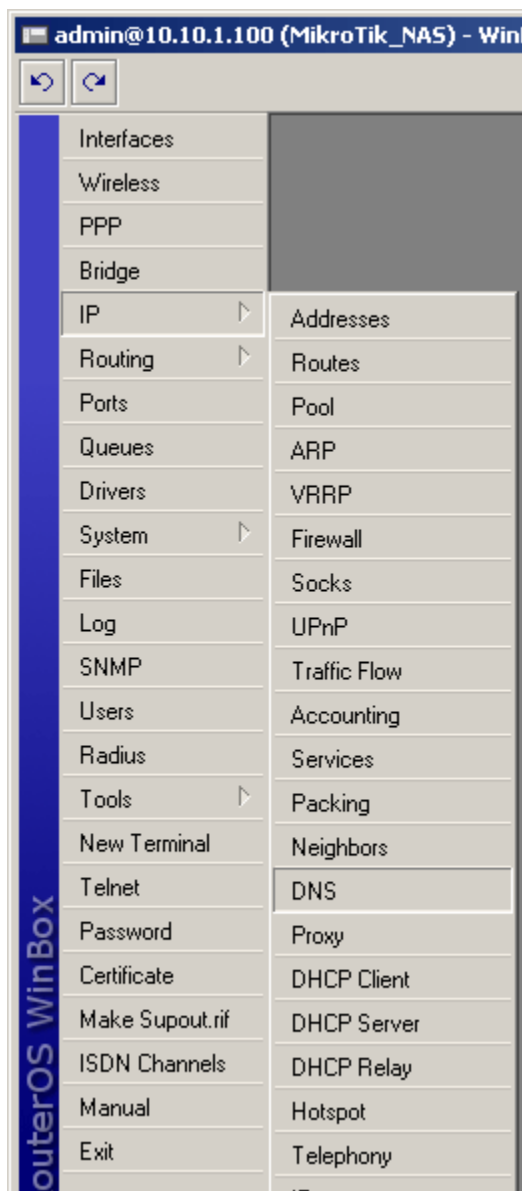 admin@10.10.1.100 (MikroTik_NAS) - Win
Interfaces
Wireless
PPP
Bridge
IP
Routing
Ports
Queues
Drivers
System
Files
Log
SNMP
Users
Radius
Tools
New Terminal
Telnet
Password
Certificate
Make Supout.rif
ISDN Channels
Manual
Exit
Addresses
Routes
Pool
ARP
VRRP
Firewall
Socks
UPnP
Traffic Flow
Accounting
Services
Packing
Neighbors
DNS
Proxy
DHCP Client
DHCP Server
DHCP Relay
Hotspot
Telephony
outerOS WinBox